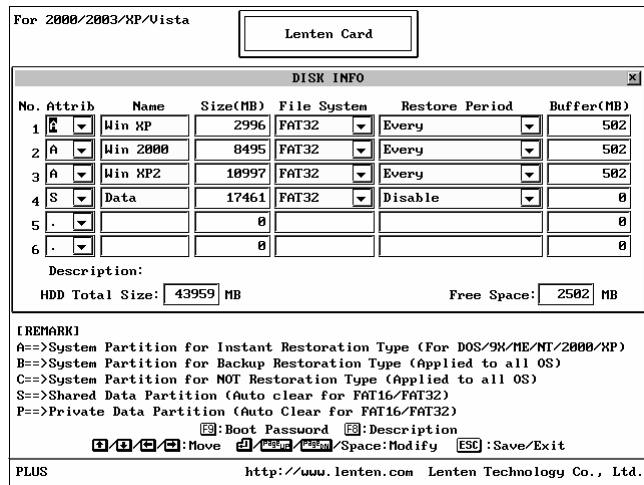 For 2000/2003/XP/Vista
Lenten Card
DISK INFO
No. Attrib Name Size(MB) File System Restore Period Buffer(MB)
1 A Win XP 2996 FAT32 Every 502
2 A Win 2000 8495 FAT32 Every 502
3 A Win XP2 10997 FAT32 Every 502
4 S Data 17461 FAT32 Disable 0
5 . 0
6 . 0
Description:
HDD Total Size: 43959 MB Free Space: 2502 MB
[REMARK]
A==>System Partition for Instant Restoration Type (For DOS/9X/ME/NT/2000/XP)
B==>System Partition for Backup Restoration Type (Applied to all OS)
C==>System Partition for NOT Restoration Type (Applied to all OS)
S==>Shared Data Partition (Auto clear for FAT16/FAT32)
P==>Private Data Partition (Auto Clear for FAT16/FAT32)
F9:Boot Password F8:Description
↑/↓/←/→:Move ↵/PageUP/PageDN/Space:Modify ESC :Save/Exit
PLUS http://www.lenten.com Lenten Technology Co., Ltd.